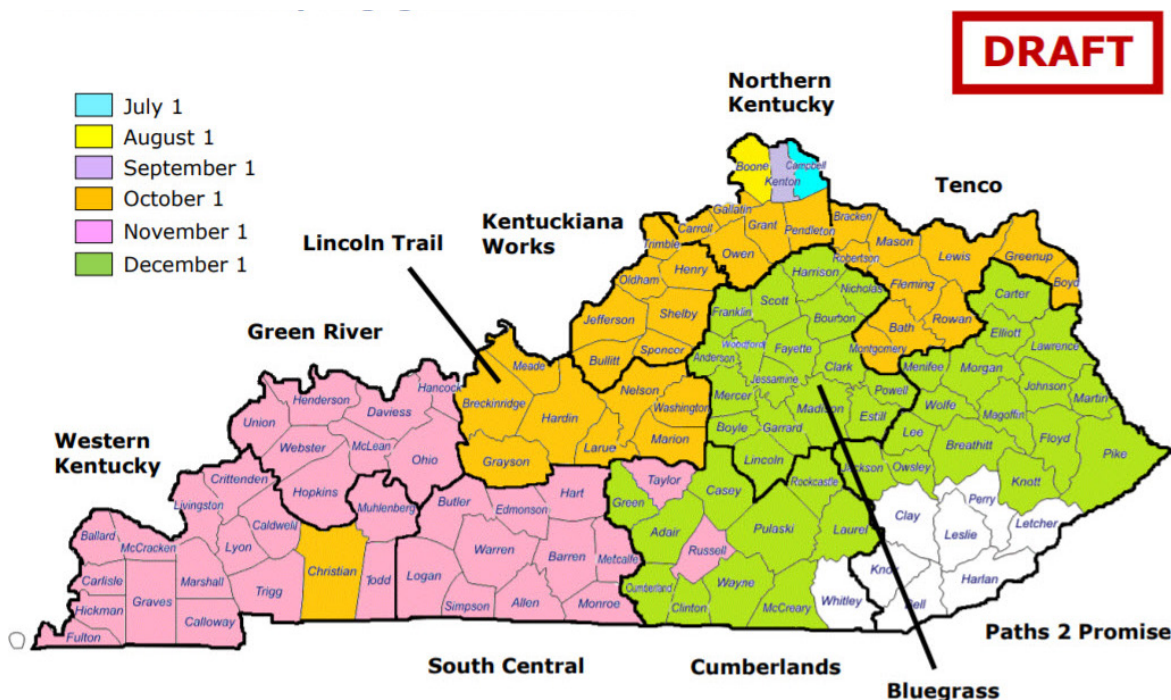 DRAFT
July 1
August 1
September 1
October 1
November 1
December 1
Northern
Kentucky
Tenco
Kentuckiana
Works
Lincoln Trail
Green River
Western
Kentucky
South Central
Cumberlands
Bluegrass
Paths 2 Promise
Boone
Kenton
Campbell
Gallatin
Carroll
Grant
Pendleton
Bracken
Mason
Lewis
Greenup
Boyd
Trimble
Owen
Robertson
Fleming
Rowan
Bath
Montgomery
Oldham
Henry
Jefferson
Shelby
Bullitt
Spencer
Harrison
Nicholas
Scott
Franklin
Bourbon
Woodford
Fayette
Anderson
Clark
Jessamine
Mercer
Powell
Madison
Estill
Boyle
Garrard
Lincoln
Carter
Elliott
Lawrence
Menifee
Morgan
Johnson
Martin
Wolfe
Magoffin
Lee
Breathitt
Floyd
Pike
Owsley
Knott
Jackson
Meade
Breckinridge
Hardin
Nelson
Washington
Larue
Marion
Grayson
Hancock
Henderson
Daviess
Union
Webster
McLean
Ohio
Hopkins
Muhlenberg
Crittenden
Livingston
Caldwell
Lyon
Ballard
McCracken
Carlisle
Marshall
Graves
Hickman
Fulton
Calloway
Trigg
Christian
Todd
Butler
Edmonson
Hart
Logan
Warren
Barren
Metcalfe
Simpson
Allen
Monroe
Green
Taylor
Casey
Rockcastle
Adair
Pulaski
Laurel
Russell
Cumberland
Clinton
Wayne
McCreary
Whitley
Clay
Perry
Leslie
Letcher
Knox
Harlan
Bell